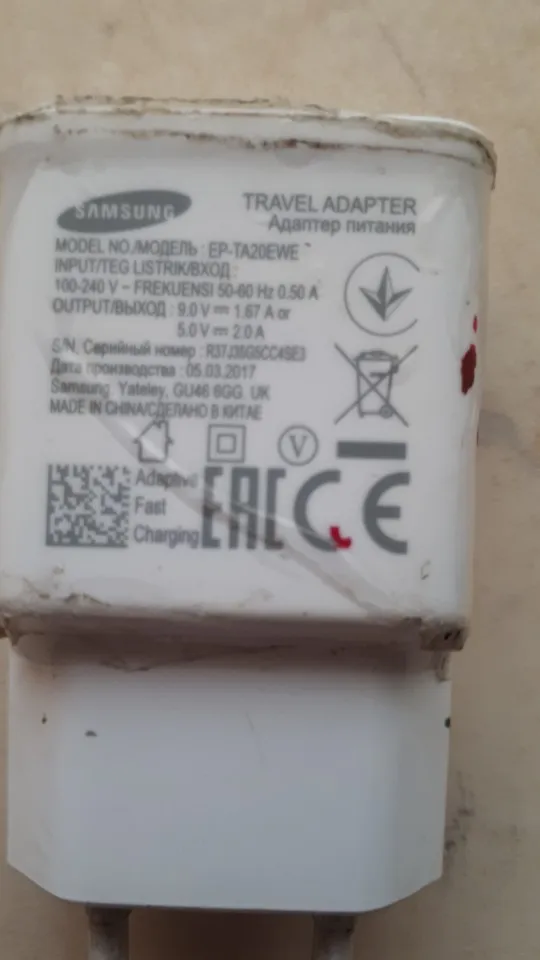 SAMSUNG
TRAVEL ADAPTER
Адаптер питания
MODEL NO./МОДЕЛЬ : EP-TA20EWE
INPUT/TEG LISTRIK/ВХОД :
100-240 V ~ FREKUENSI 50-60 Hz 0.50 A
OUTPUT/ВЫХОД : 9.0 V ⎓ 1.67 A or
5.0 V ⎓ 2.0 A
S/N, Серийный номер : R37J35G5CC4SE3
Дата производства : 05.03.2017
Samsung, Yateley, GU46 6GG, UK
MADE IN CHINA/СДЕЛАНО В КИТАЕ
V
Adaptive
Fast
Charging
EAC CE